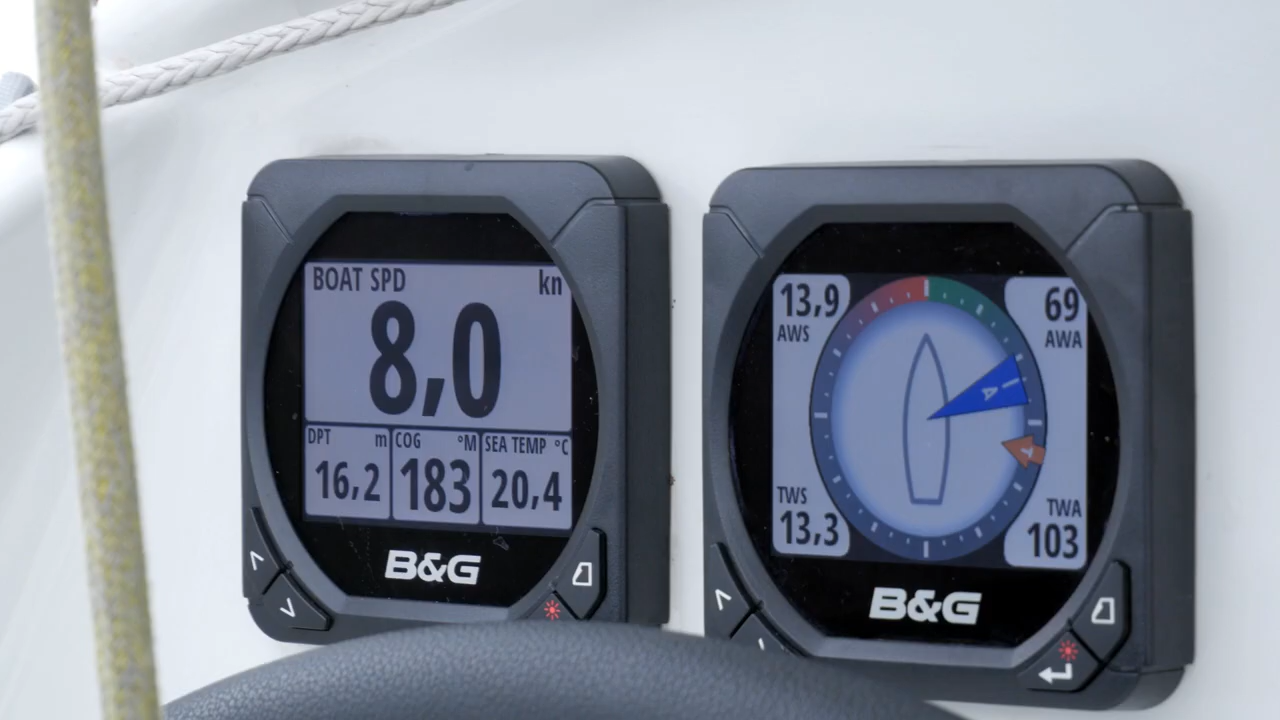 BOAT SPD kn
8,0
DPT m COG °M SEA TEMP °C
16,2 183 20,4
B&G
13,9 69
AWS AWA
A
T
TWS TWA
13,3 103
B&G